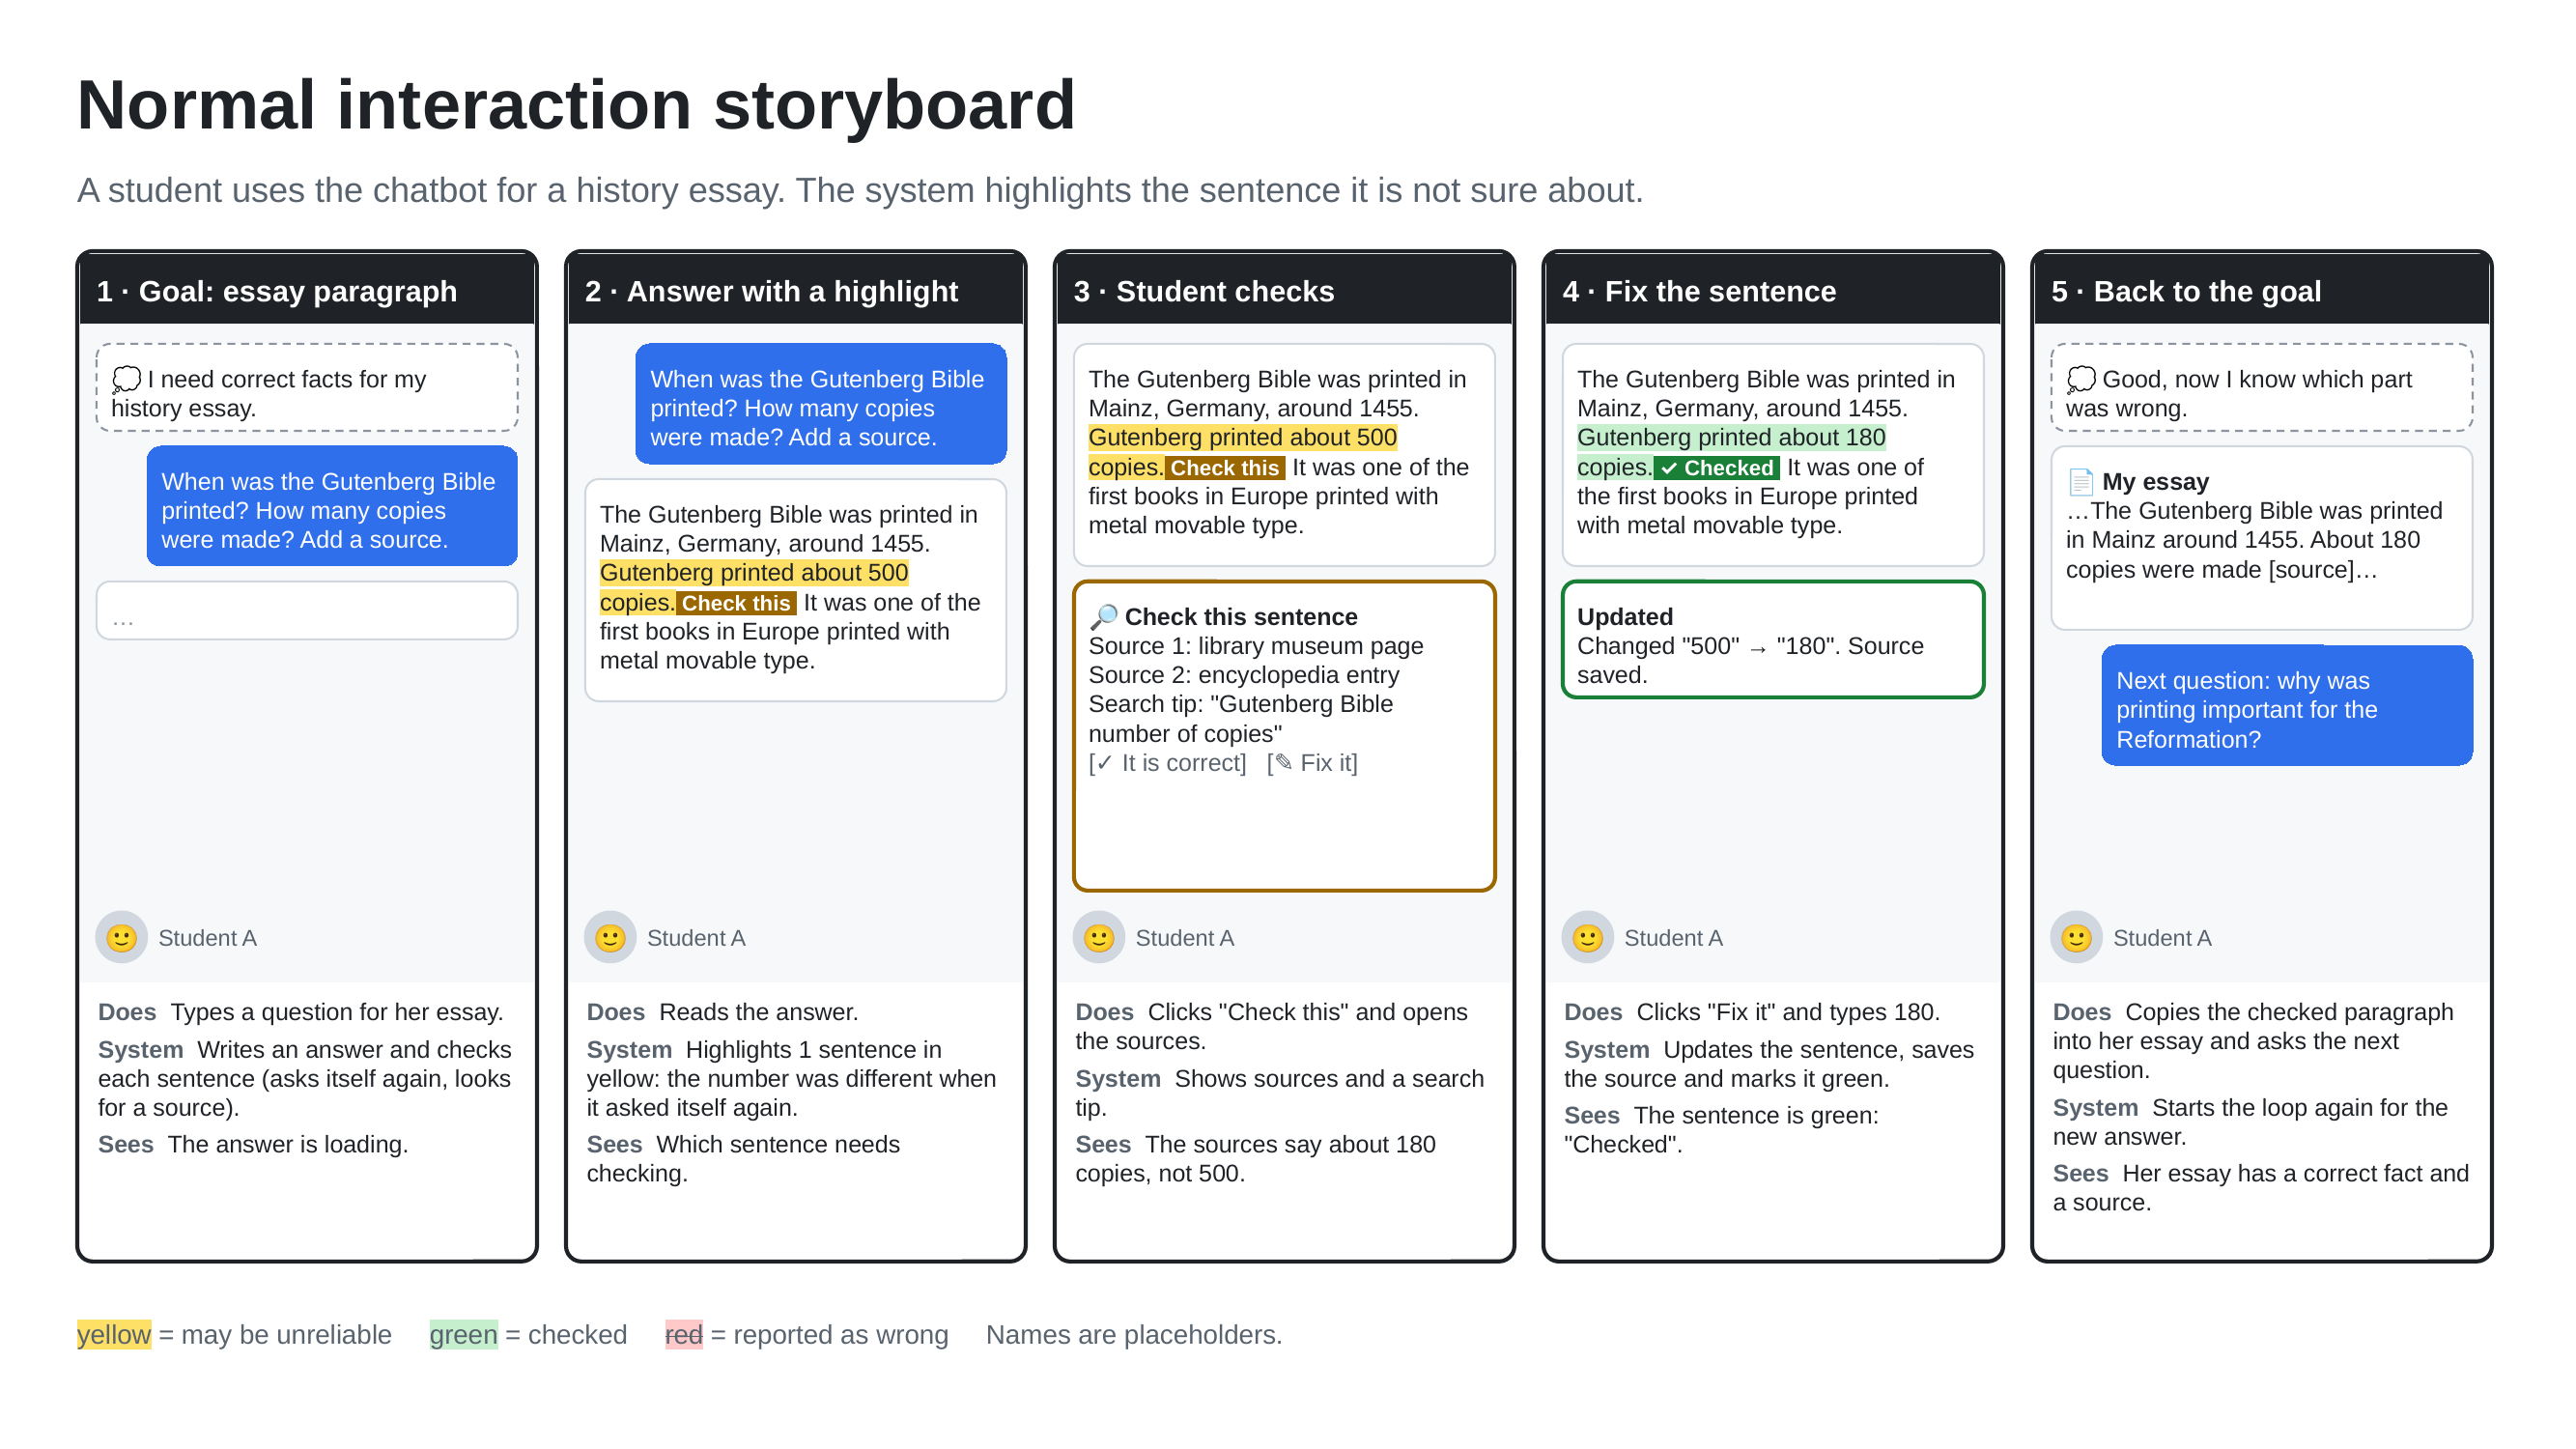 Normal interaction storyboard
A student uses the chatbot for a history essay. The system highlights the sentence it is not sure about.
1 · Goal: essay paragraph
💭 I need correct facts for my
history essay.
When was the Gutenberg Bible
printed? How many copies
were made? Add a source.
…
Student A
Does Types a question for her essay.
System Writes an answer and checks
each sentence (asks itself again, looks
for a source).
Sees The answer is loading.
2 · Answer with a highlight
When was the Gutenberg Bible
printed? How many copies
were made? Add a source.
The Gutenberg Bible was printed in
Mainz, Germany, around 1455.
Gutenberg printed about 500
copies. Check this It was one of the
first books in Europe printed with
metal movable type.
Student A
Does Reads the answer.
System Highlights 1 sentence in
yellow: the number was different when
it asked itself again.
Sees Which sentence needs
checking.
3 · Student checks
The Gutenberg Bible was printed in
Mainz, Germany, around 1455.
Gutenberg printed about 500
copies. Check this It was one of the
first books in Europe printed with
metal movable type.
🔎 Check this sentence
Source 1: library museum page
Source 2: encyclopedia entry
Search tip: "Gutenberg Bible
number of copies"
[✓ It is correct] [✎ Fix it]
Student A
Does Clicks "Check this" and opens
the sources.
System Shows sources and a search
tip.
Sees The sources say about 180
copies, not 500.
4 · Fix the sentence
The Gutenberg Bible was printed in
Mainz, Germany, around 1455.
Gutenberg printed about 180
copies. ✓ Checked It was one of
the first books in Europe printed
with metal movable type.
Updated
Changed "500" → "180". Source
saved.
Student A
Does Clicks "Fix it" and types 180.
System Updates the sentence, saves
the source and marks it green.
Sees The sentence is green:
"Checked".
5 · Back to the goal
💭 Good, now I know which part
was wrong.
📄 My essay
…The Gutenberg Bible was printed
in Mainz around 1455. About 180
copies were made [source]…
Next question: why was
printing important for the
Reformation?
Student A
Does Copies the checked paragraph
into her essay and asks the next
question.
System Starts the loop again for the
new answer.
Sees Her essay has a correct fact and
a source.
yellow = may be unreliable green = checked red = reported as wrong Names are placeholders.